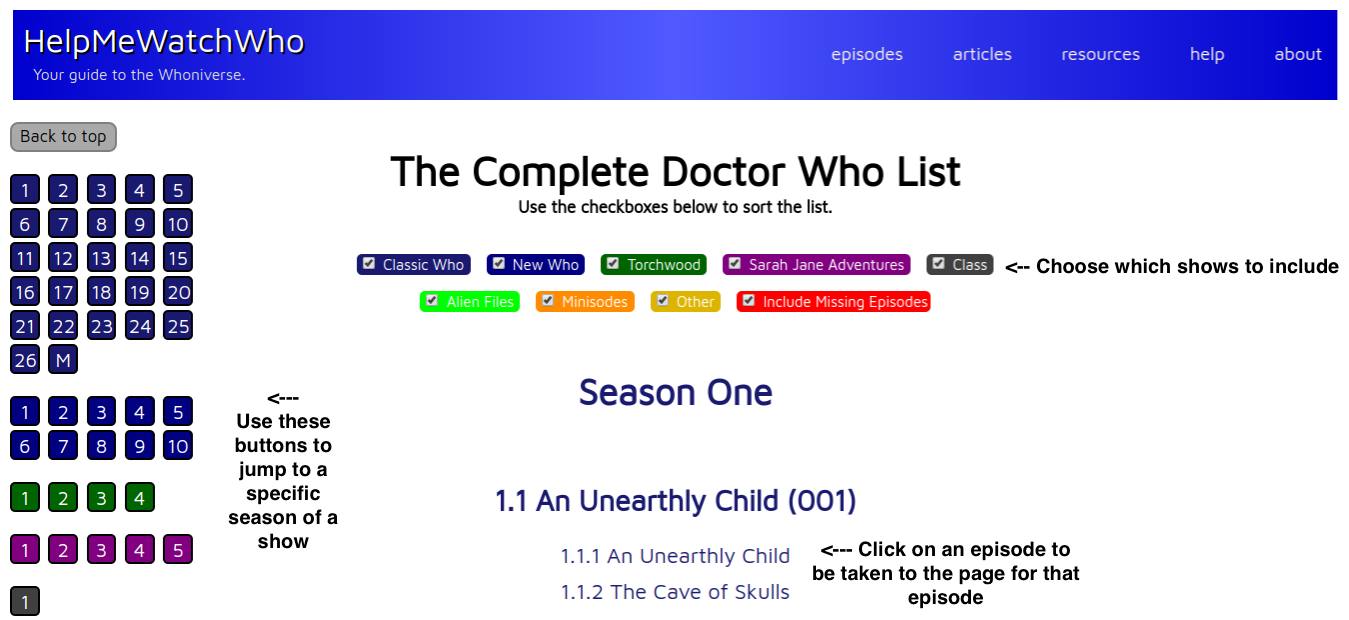 HelpMeWatchWho
Your guide to the Whoniverse.
episodes articles resources help about
Back to top
The Complete Doctor Who List
Use the checkboxes below to sort the list.
1 2 3 4 5
6 7 8 9 10
11 12 13 14 15
16 17 18 19 20
21 22 23 24 25
26 M
Classic Who New Who Torchwood Sarah Jane Adventures Class <-- Choose which shows to include
Alien Files Minisodes Other Include Missing Episodes
1 2 3 4 5
6 7 8 9 10
1 2 3 4
1 2 3 4 5
1
<---
Use these
buttons to
jump to a
specific
season of a
show
Season One
1.1 An Unearthly Child (001)
1.1.1 An Unearthly Child
1.1.2 The Cave of Skulls
<--- Click on an episode to
be taken to the page for that
episode